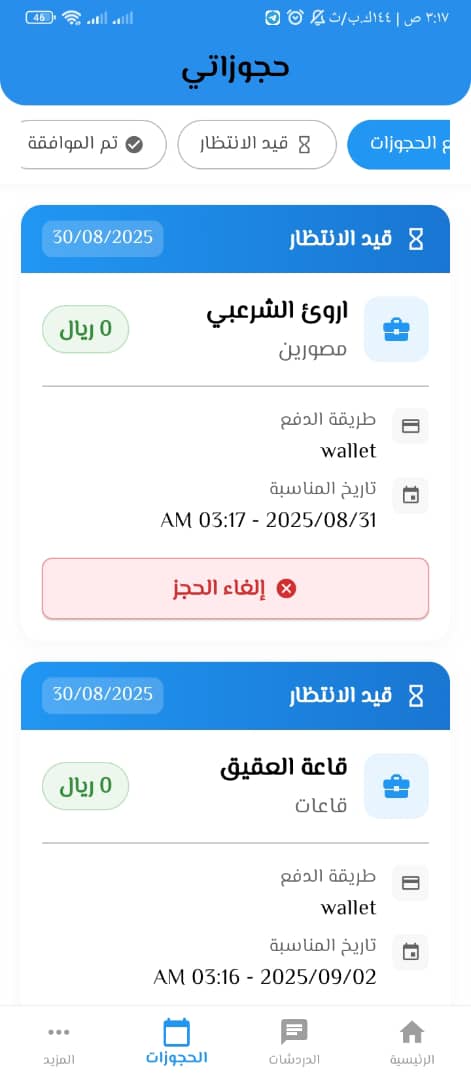 ٣:١٧ ص | ١٤٤ك.ب/ث
46
حجوزاتي
ع الحجوزات
قيد الانتظار
تم الموافقة
قيد الانتظار
30/08/2025
اروئ الشرعبي
0 ريال
مصورين
طريقة الدفع
wallet
تاريخ المناسبة
2025/08/31 - 03:17 AM
إلغاء الحجز
قيد الانتظار
30/08/2025
قاعة العقيق
0 ريال
قاعات
طريقة الدفع
wallet
تاريخ المناسبة
2025/09/02 - 03:16 AM
الرئيسية
الدردشات
الحجوزات
المزيد